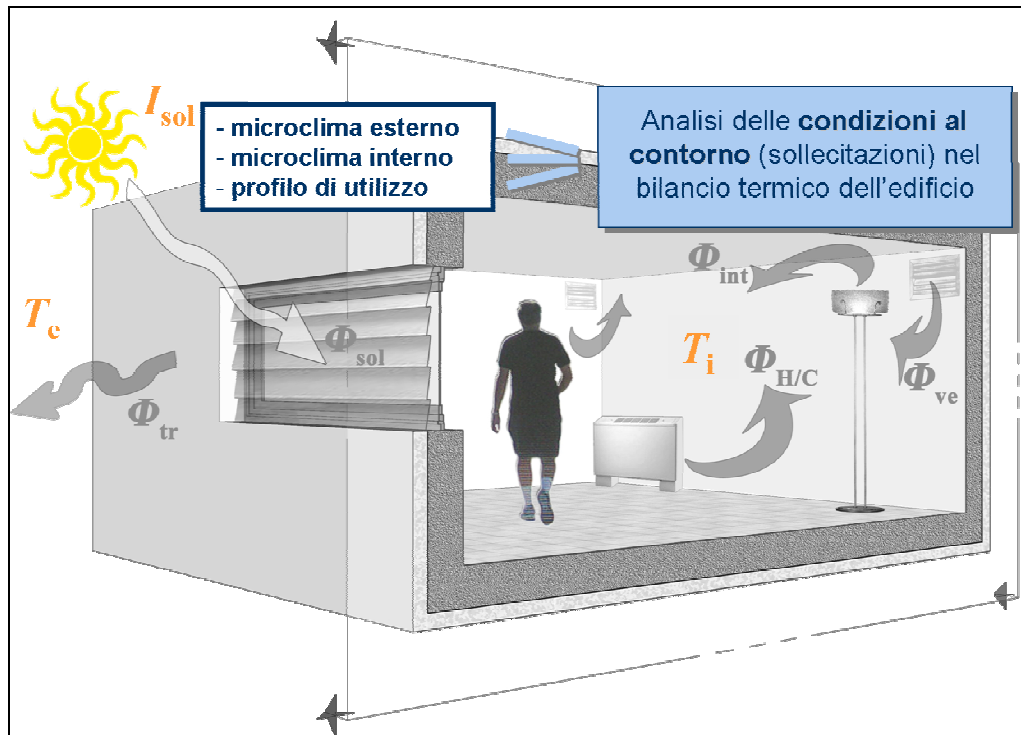 I sol
- microclima esterno
- microclima interno
- profilo di utilizzo
Analisi delle condizioni al
contorno (sollecitazioni) nel
bilancio termico dell'edificio
Φ int
T e
Φ sol
T i
Φ H/C
Φ ve
Φ tr